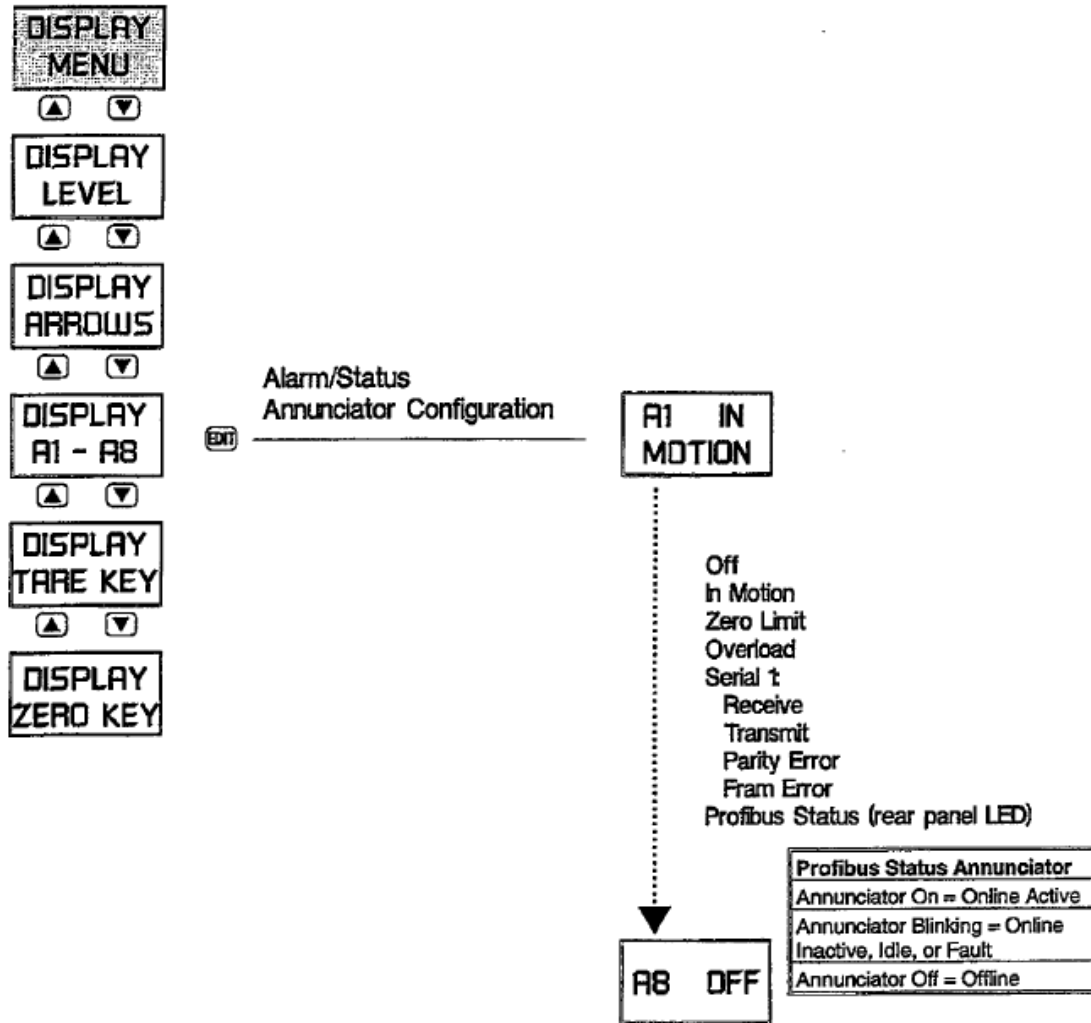 DISPLAY
MENU
DISPLAY
LEVEL
DISPLAY
ARROWS
DISPLAY
A1 - A8
DISPLAY
TARE KEY
DISPLAY
ZERO KEY
EDIT
Alarm/Status
Annunciator Configuration
A1 IN
MOTION
Off
In Motion
Zero Limit
Overload
Serial 1:
Receive
Transmit
Parity Error
Fram Error
Profibus Status (rear panel LED)
A8 OFF
Profibus Status Annunciator
Annunciator On = Online Active
Annunciator Blinking = Online
Inactive, Idle, or Fault
Annunciator Off = Offline